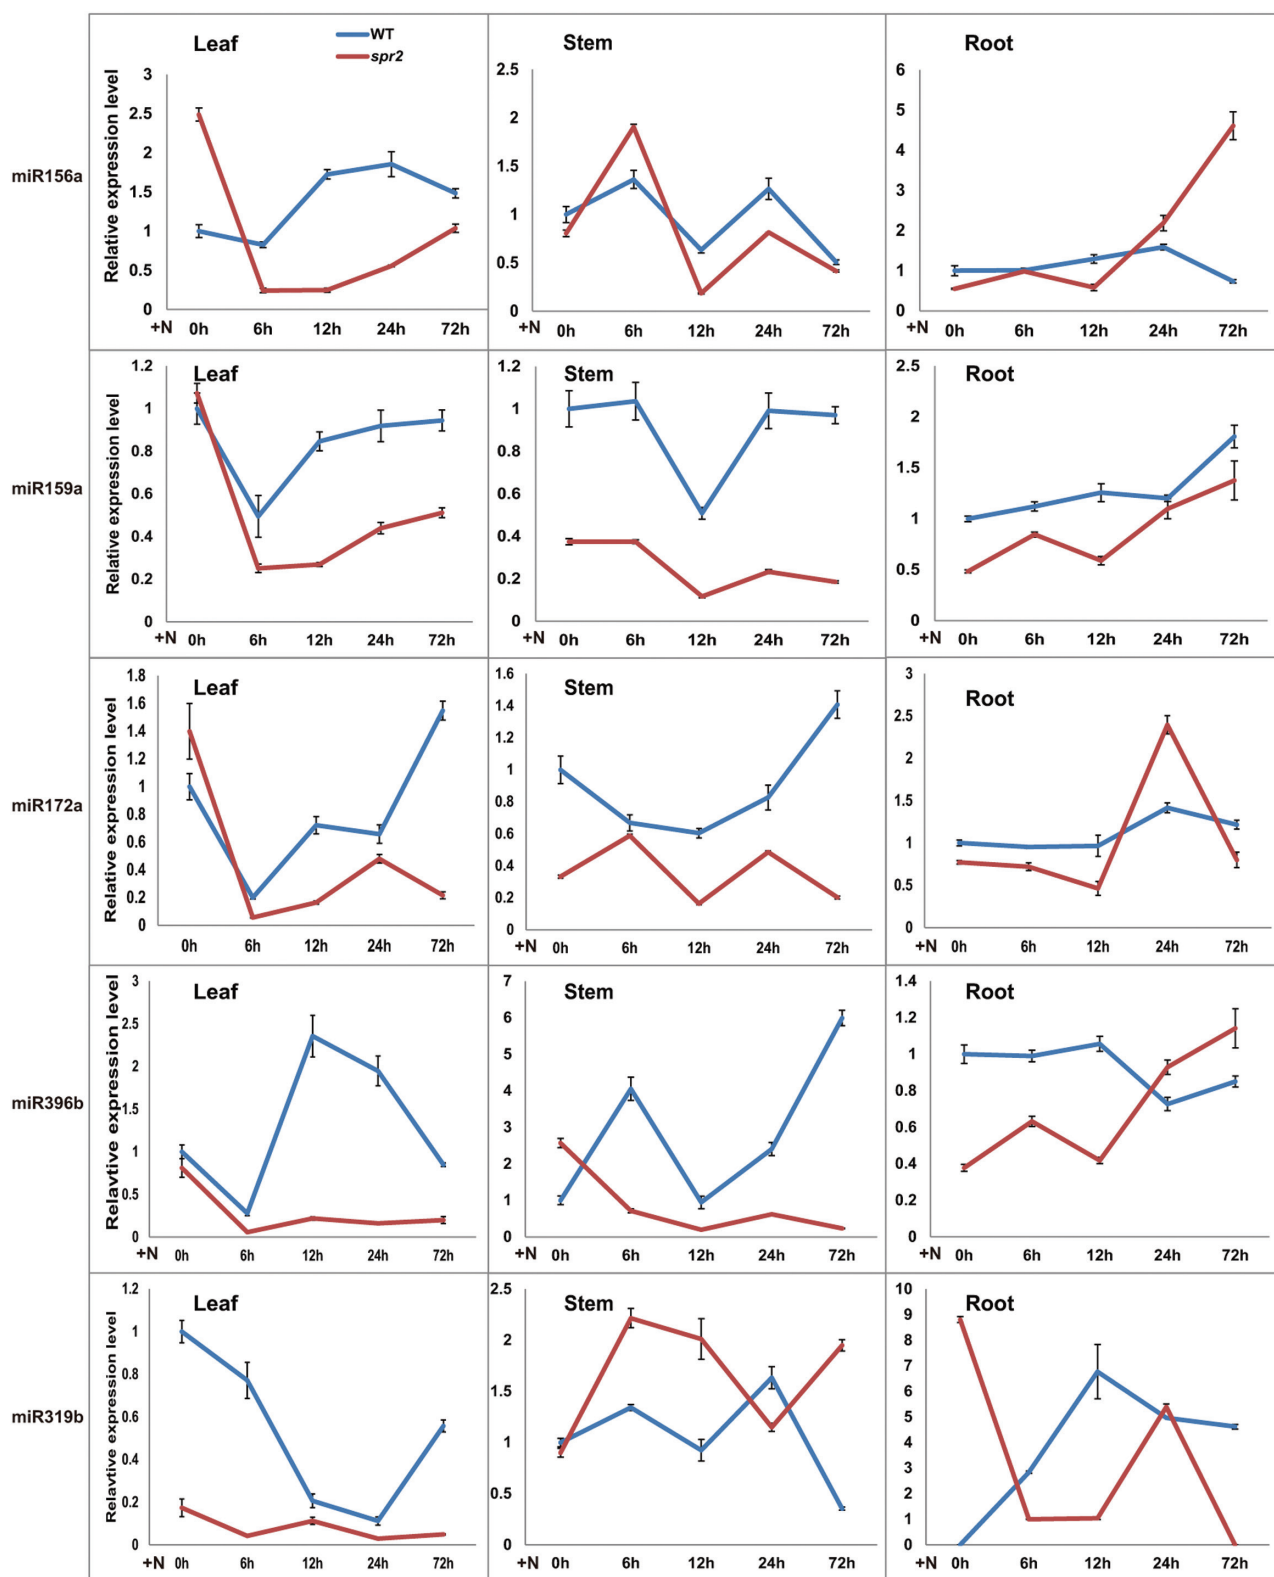 Leaf
WT
spr2
Stem
Root
miR156a
Relative expression level
3
2.5
2
1.5
1
0.5
0
+N 0h 6h 12h 24h 72h
2.5
2
1.5
1
0.5
0
+N 0h 6h 12h 24h 72h
6
5
4
3
2
1
0
+N 0h 6h 12h 24h 72h
Leaf
Stem
Root
miR159a
Relative expression level
1.2
1
0.8
0.6
0.4
0.2
0
+N 0h 6h 12h 24h 72h
1.2
1
0.8
0.6
0.4
0.2
0
+N 0h 6h 12h 24h 72h
2.5
2
1.5
1
0.5
0
+N 0h 6h 12h 24h 72h
Leaf
Stem
Root
miR172a
Relative expression level
1.8
1.6
1.4
1.2
1
0.8
0.6
0.4
0.2
0
+N 0h 6h 12h 24h 72h
1.6
1.4
1.2
1
0.8
0.6
0.4
0.2
0
+N 0h 6h 12h 24h 72h
3
2.5
2
1.5
1
0.5
0
+N 0h 6h 12h 24h 72h
Leaf
Stem
Root
miR396b
Relavtive expression level
3
2.5
2
1.5
1
0.5
0
+N 0h 6h 12h 24h 72h
7
6
5
4
3
2
1
0
+N 0h 6h 12h 24h 72h
1.4
1.2
1
0.8
0.6
0.4
0.2
0
+N 0h 6h 12h 24h 72h
Leaf
Stem
Root
miR319b
Relavtive expression level
1.2
1
0.8
0.6
0.4
0.2
0
+N 0h 6h 12h 24h 72h
2.5
2
1.5
1
0.5
0
+N 0h 6h 12h 24h 72h
10
9
8
7
6
5
4
3
2
1
0
+N 0h 6h 12h 24h 72h